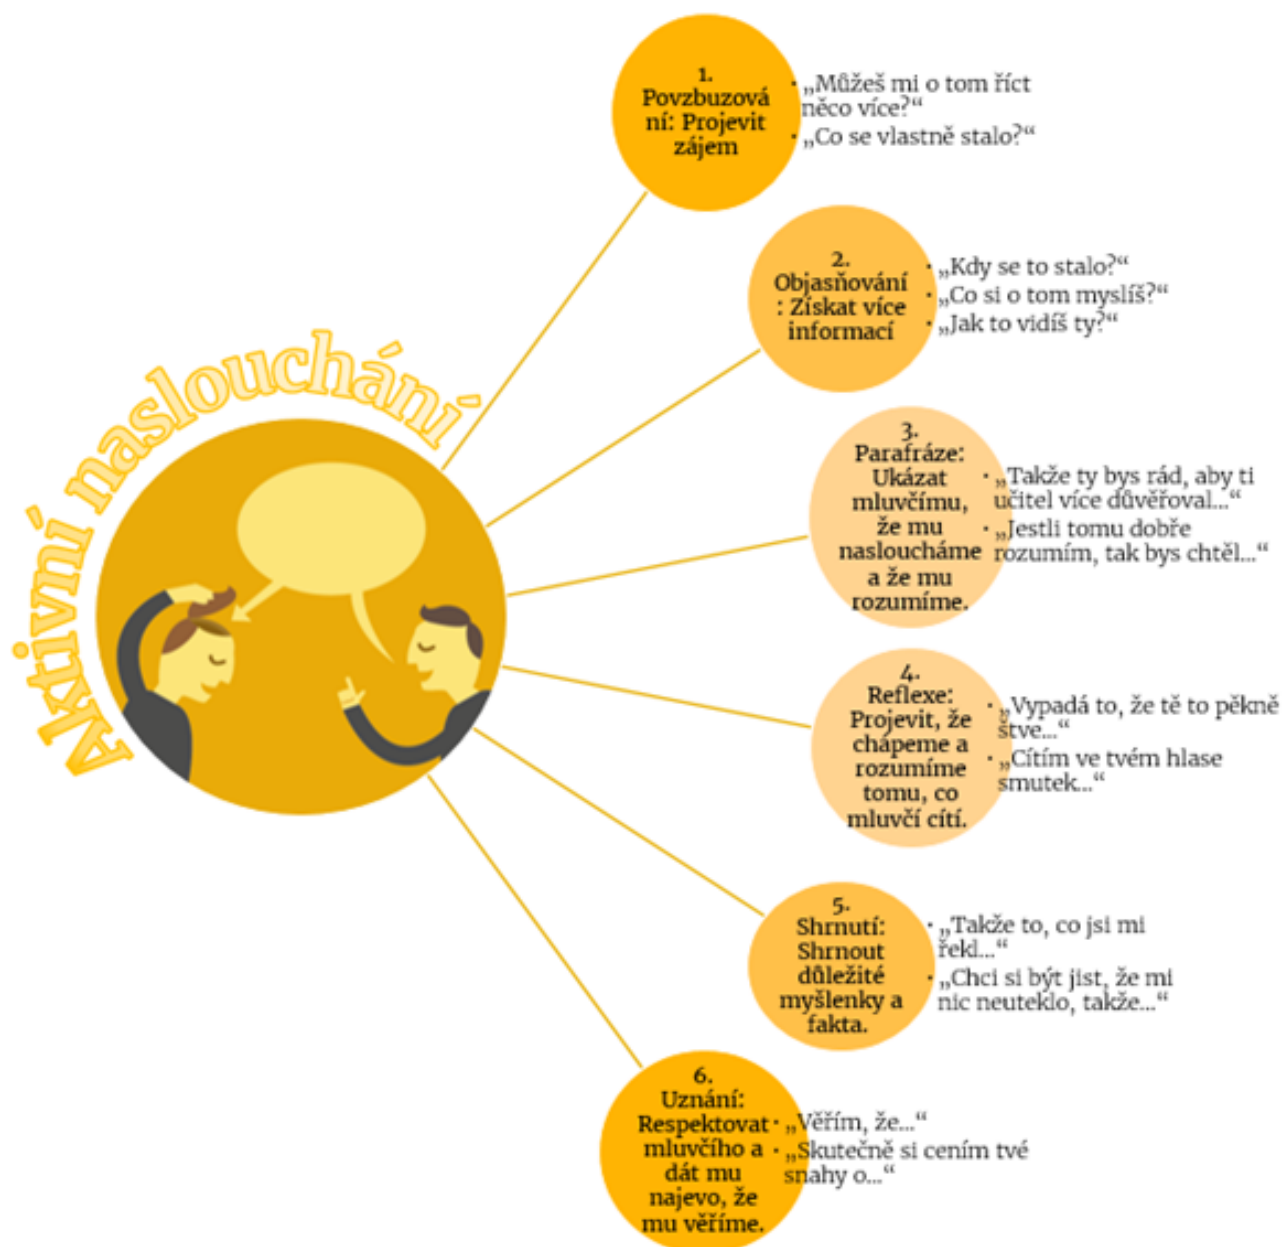 Aktivní naslouchání
1.
Povzbuzová
ní: Projevit
zájem
· „Můžeš mi o tom říct
něco více?“
· „Co se vlastně stalo?“
2.
Objasňování
: Získat více
informací
· „Kdy se to stalo?“
· „Co si o tom myslíš?“
· „Jak to vidíš ty?“
3.
Parafráze:
Ukázat
mluvčímu,
že mu
nasloucháme
a že mu
rozumíme.
· „Takže ty bys rád, aby ti
učitel více důvěřoval...“
· „Jestli tomu dobře
rozumím, tak bys chtěl...“
4.
Reflexe:
Projevit, že
chápeme a
rozumíme
tomu, co
mluvčí cítí.
· „Vypadá to, že tě to pěkně
štve...“
· „Cítím ve tvém hlase
smutek...“
5.
Shrnutí:
Shrnout
důležité
myšlenky a
fakta.
· „Takže to, co jsi mi
řekl...“
· „Chci si být jist, že mi
nic neuteklo, takže...“
6.
Uznání:
Respektovat
mluvčího a
dát mu
najevo, že
mu věříme.
· „Věřím, že...“
· „Skutečně si cením tvé
snahy o...“